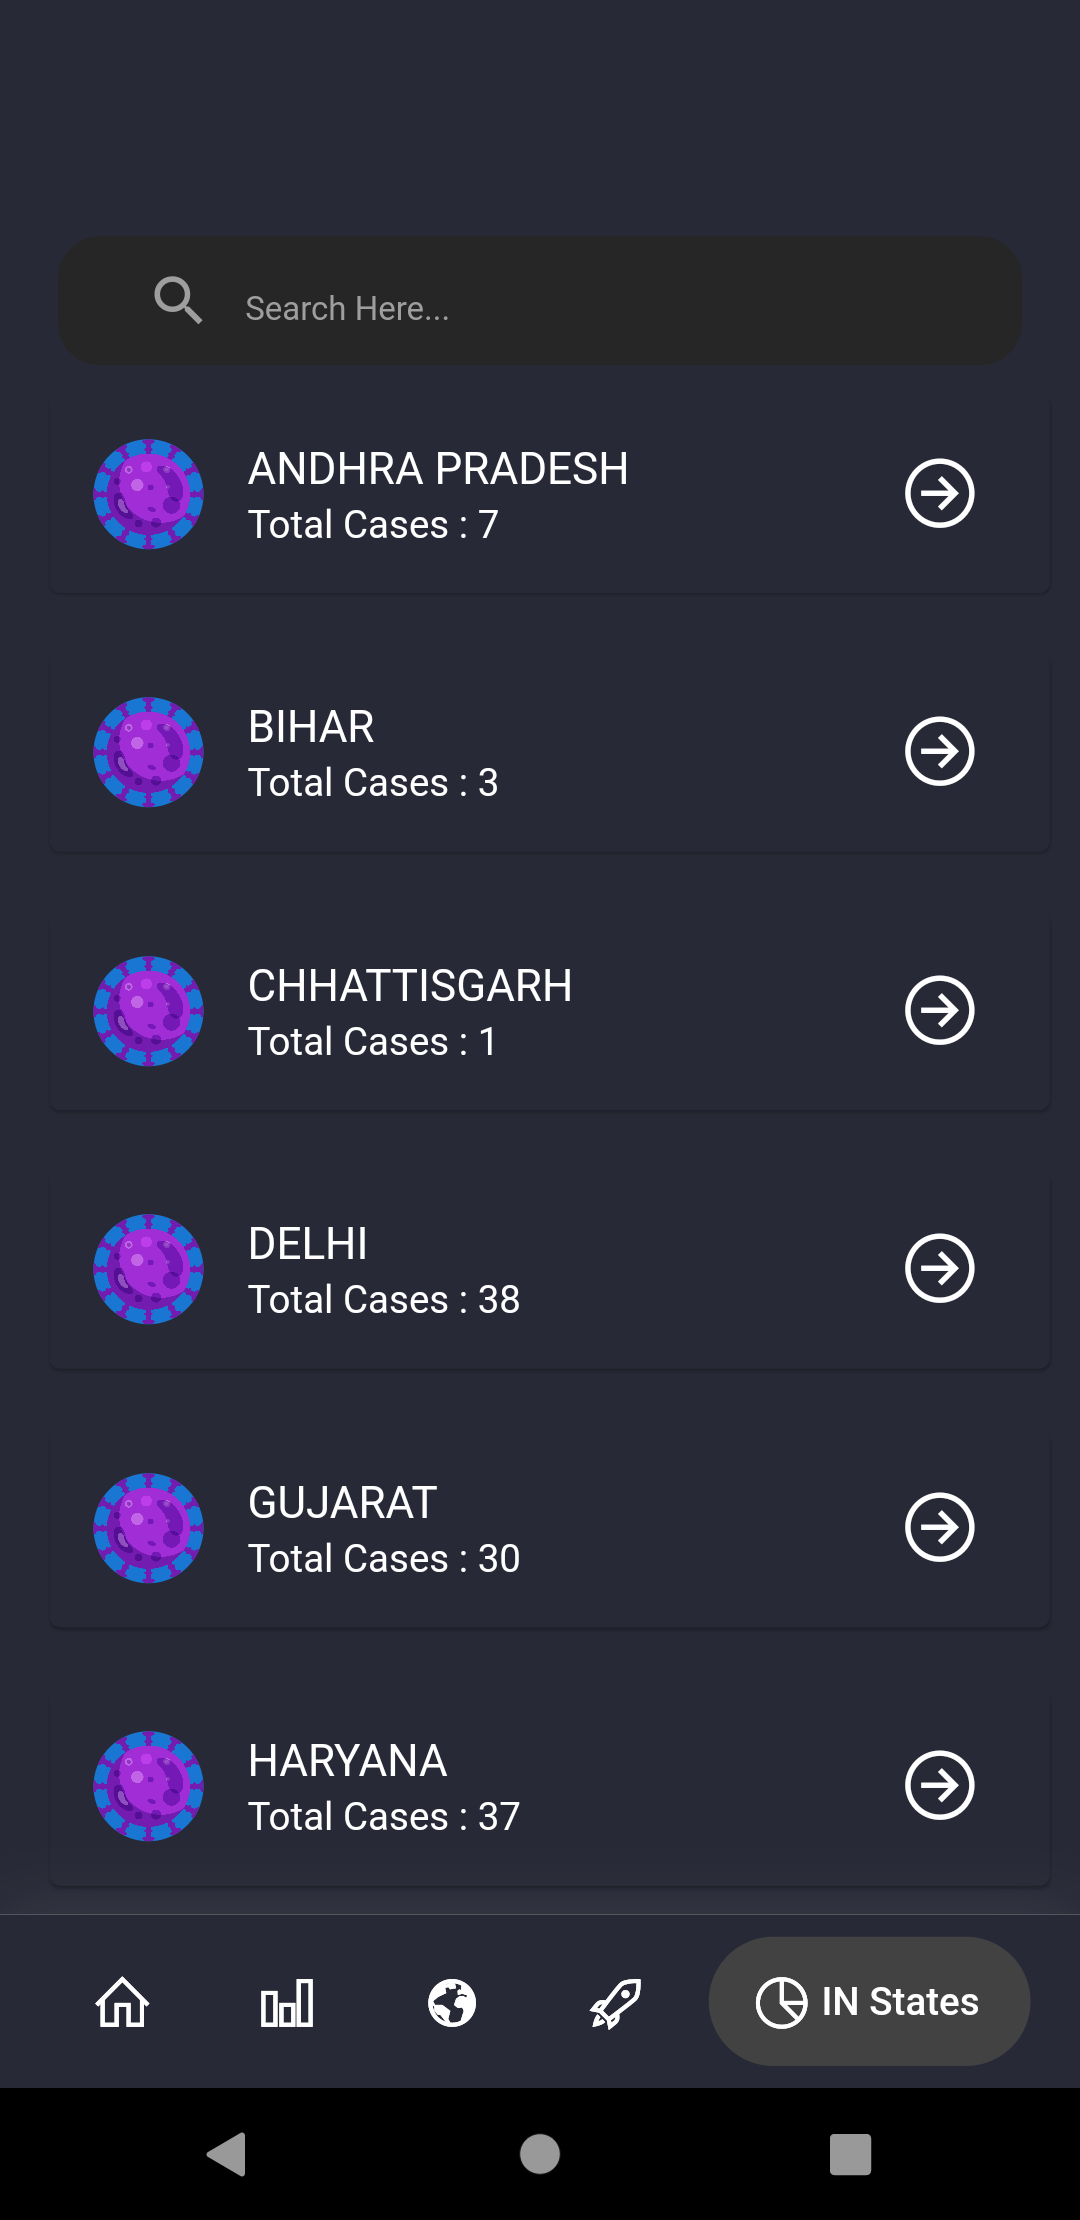 Search Here...
ANDHRA PRADESH
Total Cases : 7
BIHAR
Total Cases : 3
CHHATTISGARH
Total Cases : 1
DELHI
Total Cases : 38
GUJARAT
Total Cases : 30
HARYANA
Total Cases : 37
IN States